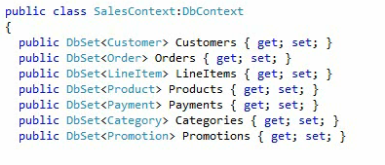 public class SalesContext:DbContext
{
public DbSet<Customer> Customers { get; set; }
public DbSet<Order> Orders { get; set; }
public DbSet<LineItem> LineItems { get; set; }
public DbSet<Product> Products { get; set; }
public DbSet<Payment> Payments { get; set; }
public DbSet<Category> Categories { get; set; }
public DbSet<Promotion> Promotions { get; set; }